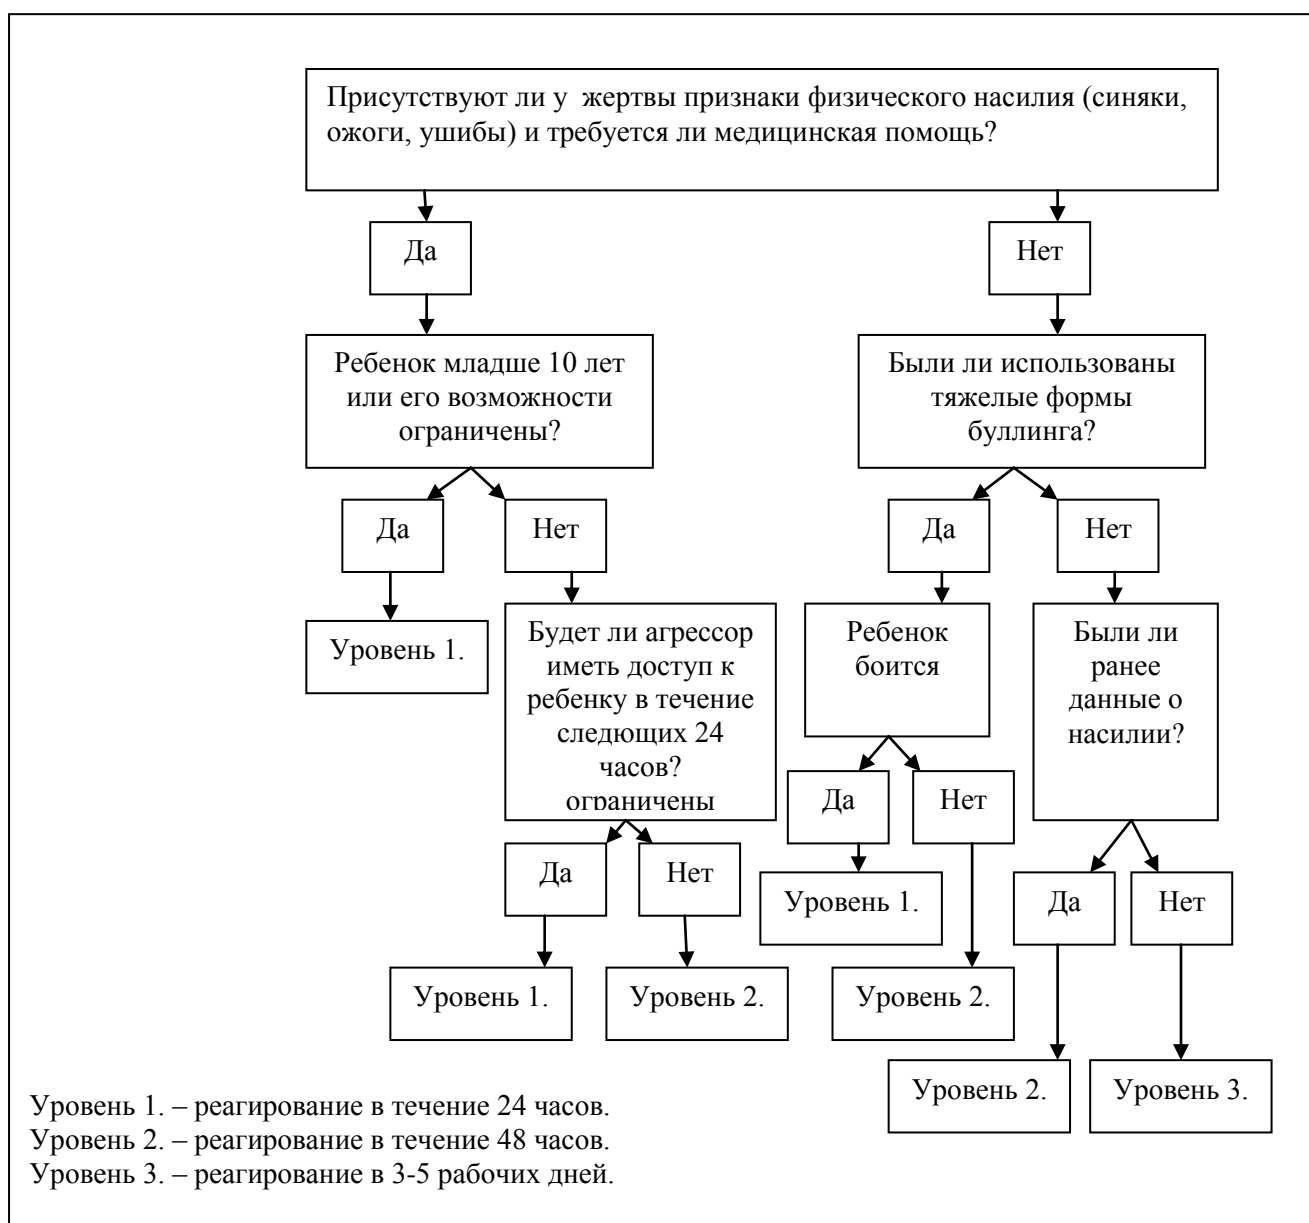 Присутствуют ли у жертвы признаки физического насилия (синяки,
ожоги, ушибы) и требуется ли медицинская помощь?
Да
Нет
Ребенок младше 10 лет
или его возможности
ограничены?
Были ли использованы
тяжелые формы
буллинга?
Да
Нет
Да
Нет
Уровень 1.
Будет ли агрессор
иметь доступ к
ребенку в течение
следющих 24
часов?
ограничены
Ребенок
боится
Были ли
ранее
данные о
насилии?
Да
Нет
Да
Нет
Уровень 1.
Да
Нет
Уровень 1.
Уровень 2.
Уровень 2.
Уровень 2.
Уровень 3.
Уровень 1. – реагирование в течение 24 часов.
Уровень 2. – реагирование в течение 48 часов.
Уровень 3. – реагирование в 3-5 рабочих дней.